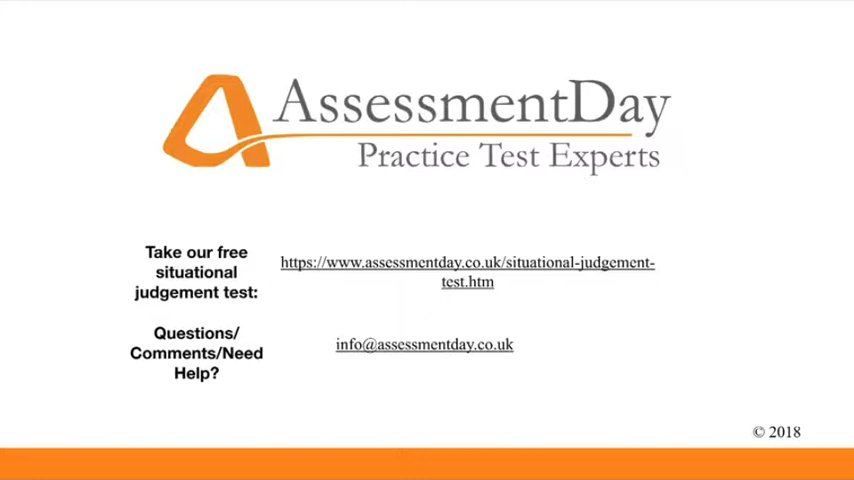 AssessmentDay
Practice Test Experts
Take our free
situational
judgement test:
https://www.assessmentday.co.uk/situational-judgement-
test.htm
Questions/
Comments/Need
Help?
info@assessmentday.co.uk
© 2018